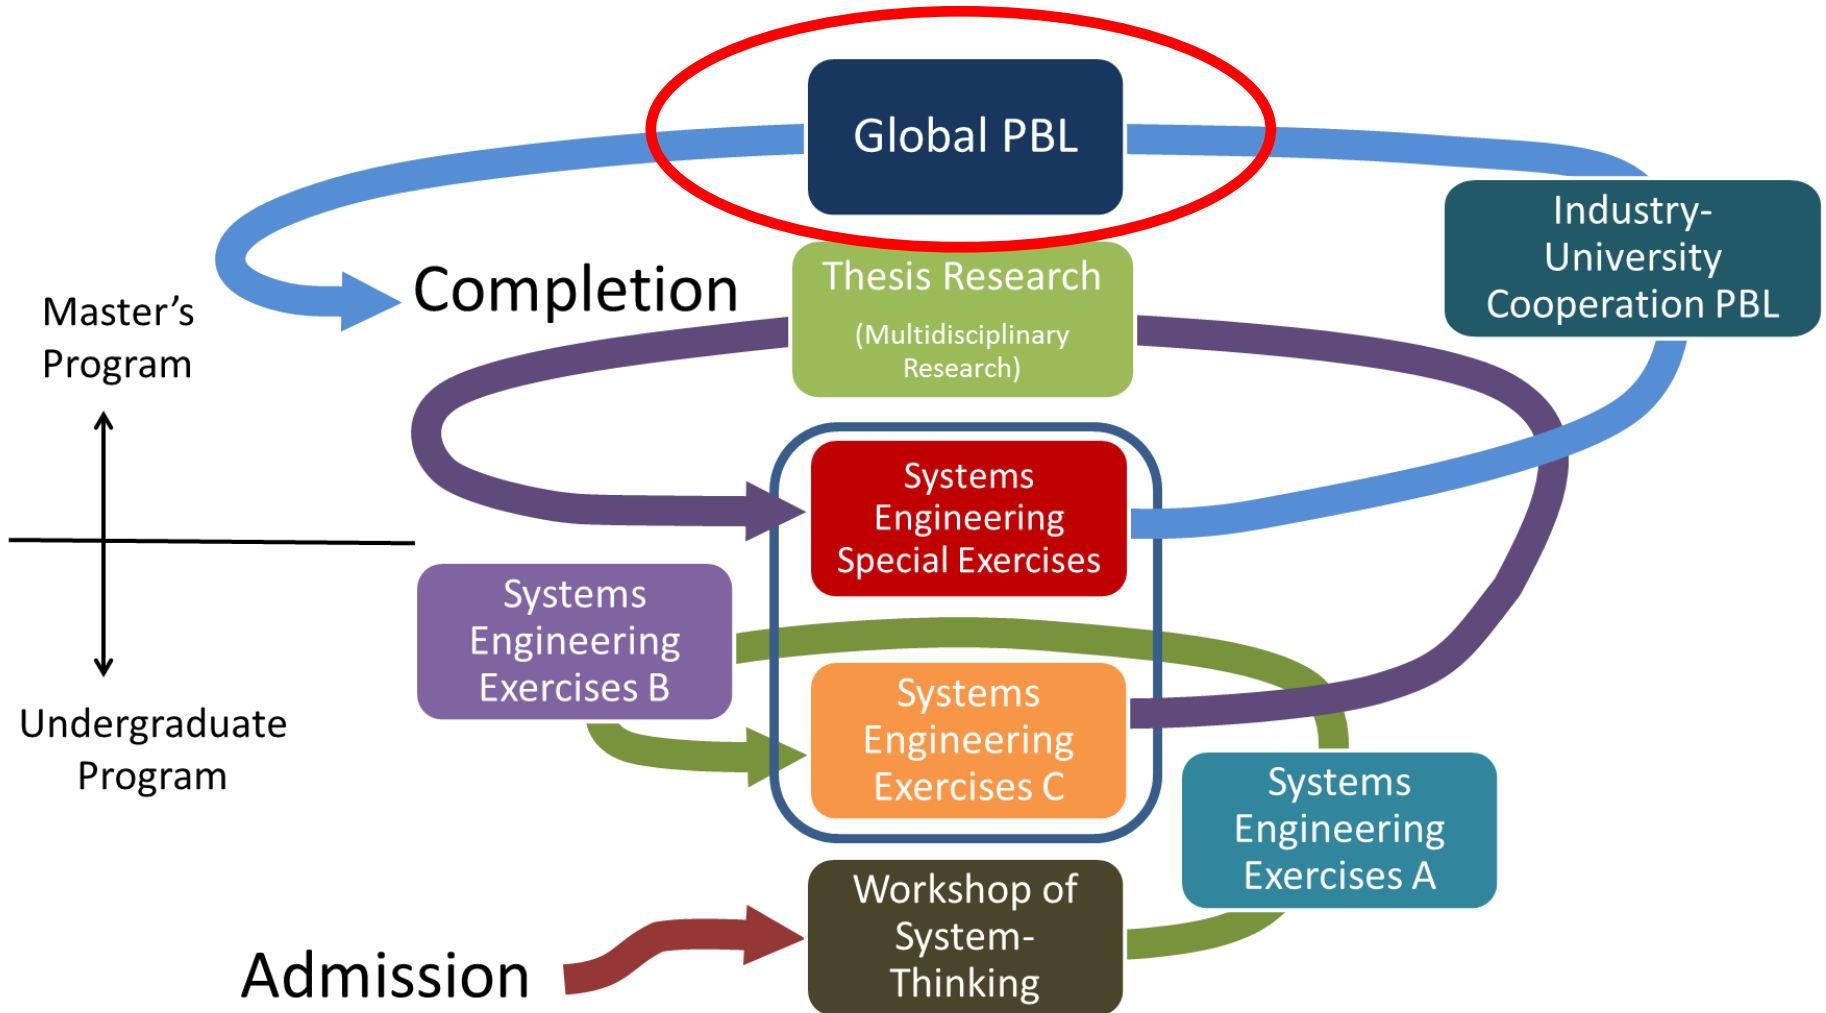 Global PBL
Industry-
University
Cooperation PBL
Thesis Research
(Multidisciplinary
Research)
Completion
Master’s
Program
Systems
Engineering
Special Exercises
Systems
Engineering
Exercises B
Systems
Engineering
Exercises C
Undergraduate
Program
Systems
Engineering
Exercises A
Workshop of
System-
Thinking
Admission